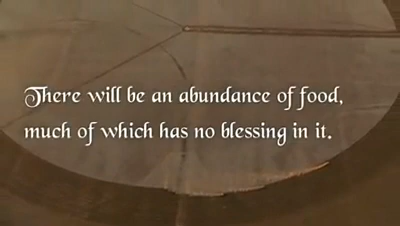 There will be an abundance of food,
much of which has no blessing in it.